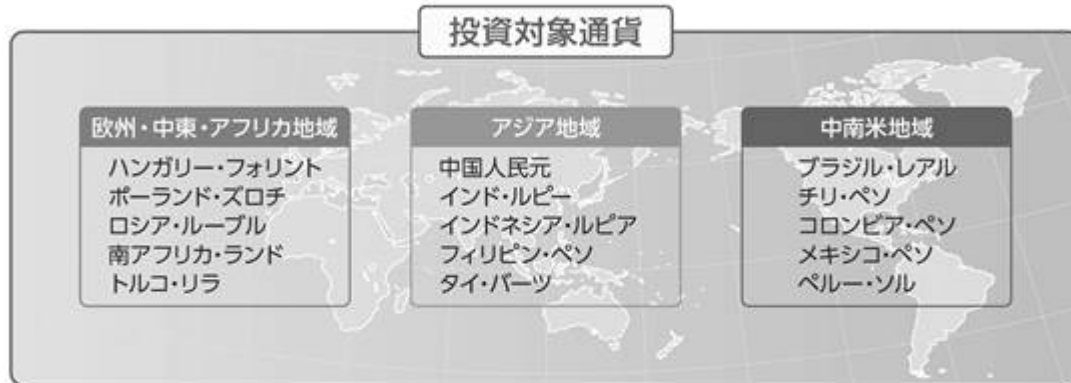 投資対象通貨
欧州・中東・アフリカ地域
ハンガリー・フォリント
ポーランド・ズロチ
ロシア・ルーブル
南アフリカ・ランド
トルコ・リラ
アジア地域
中国人民元
インド・ルピー
インドネシア・ルピア
フィリピン・ペソ
タイ・バーツ
中南米地域
ブラジル・レアル
チリ・ペソ
コロンビア・ペソ
メキシコ・ペソ
ペルー・ソル